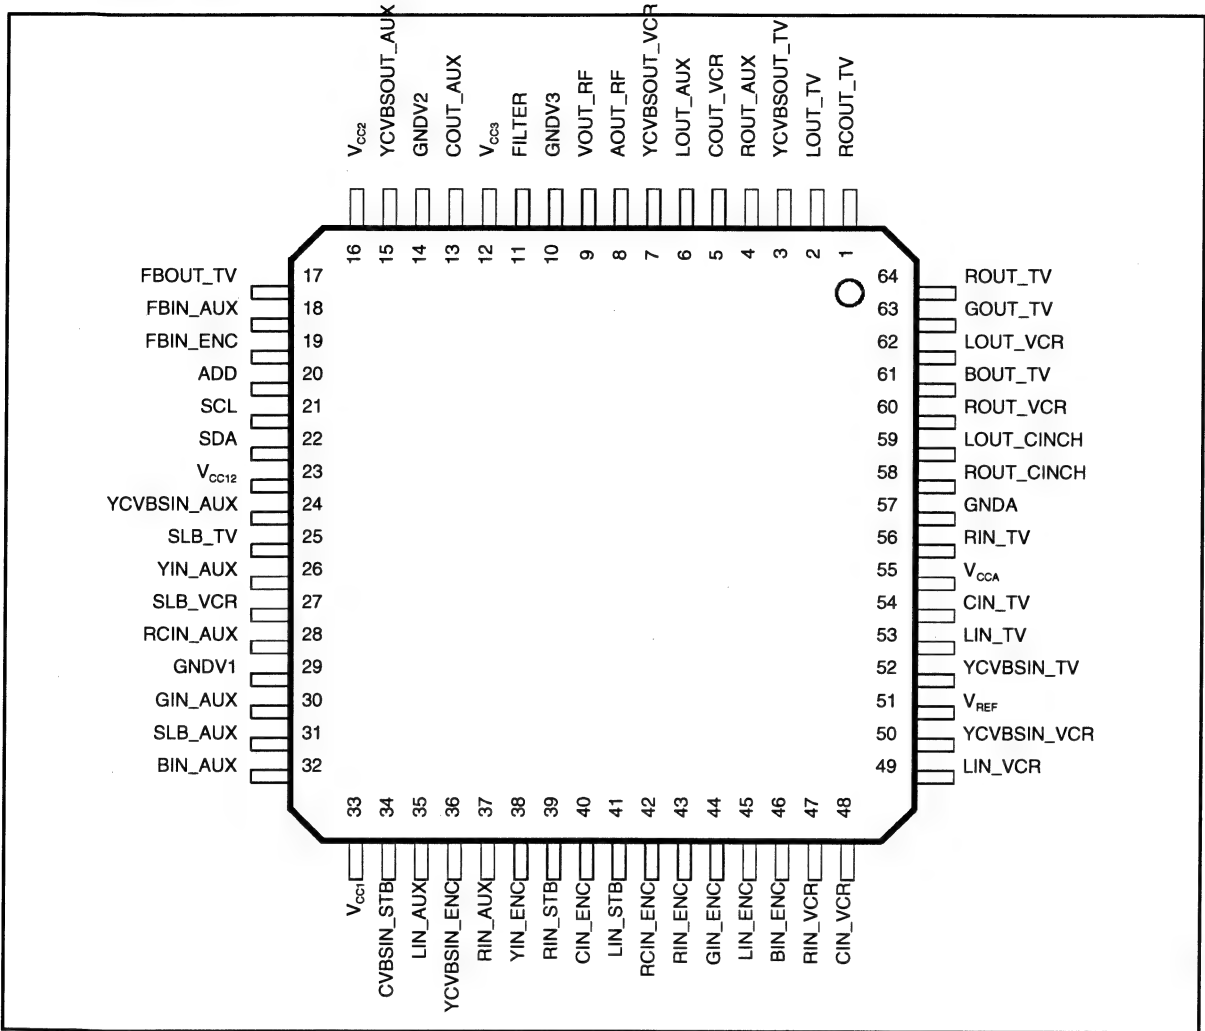 V_CC2
YCVBSOUT_AUX
GNDV2
COUT_AUX
V_CC3
FILTER
GNDV3
VOUT_RF
AOUT_RF
YCVBSOUT_VCR
LOUT_AUX
COUT_VCR
ROUT_AUX
YCVBSOUT_TV
LOUT_TV
RCOUT_TV
16 15 14 13 12 11 10 9 8 7 6 5 4 3 2 1
FBOUT_TV 17 64 ROUT_TV
FBIN_AUX 18 63 GOUT_TV
FBIN_ENC 19 62 LOUT_VCR
ADD 20 61 BOUT_TV
SCL 21 60 ROUT_VCR
SDA 22 59 LOUT_CINCH
V_CC12 23 58 ROUT_CINCH
YCVBSIN_AUX 24 57 GNDA
SLB_TV 25 56 RIN_TV
YIN_AUX 26 55 V_CCA
SLB_VCR 27 54 CIN_TV
RCIN_AUX 28 53 LIN_TV
GNDV1 29 52 YCVBSIN_TV
GIN_AUX 30 51 V_REF
SLB_AUX 31 50 YCVBSIN_VCR
BIN_AUX 32 49 LIN_VCR
33 34 35 36 37 38 39 40 41 42 43 44 45 46 47 48
V_CC1
CVBSIN_STB
LIN_AUX
YCVBSIN_ENC
RIN_AUX
YIN_ENC
RIN_STB
CIN_ENC
LIN_STB
RCIN_ENC
RIN_ENC
GIN_ENC
LIN_ENC
BIN_ENC
RIN_VCR
CIN_VCR